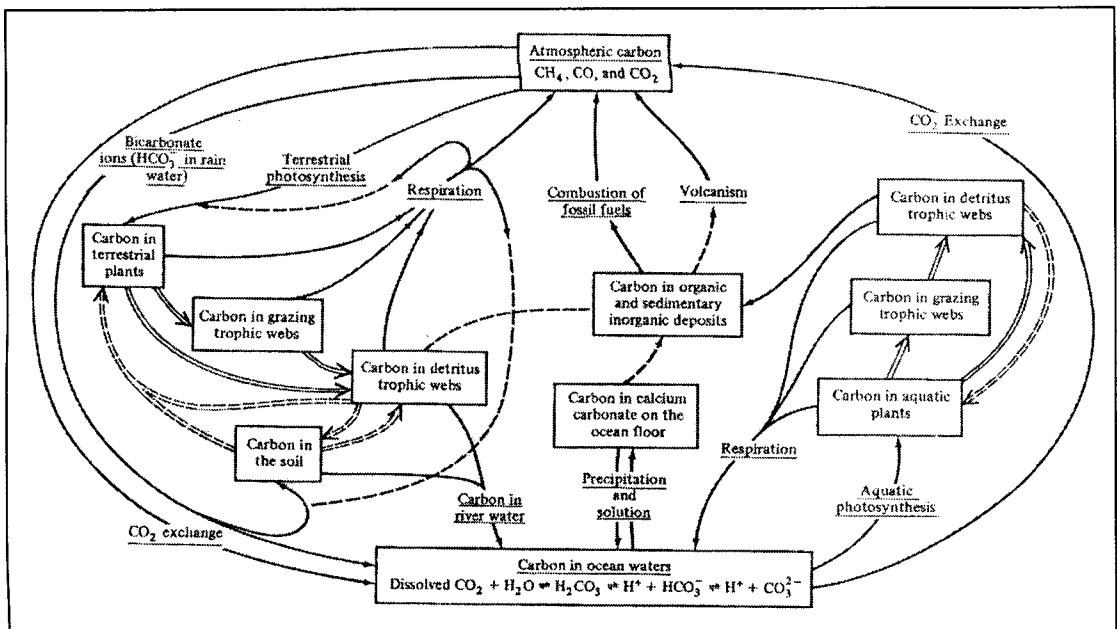 Atmospheric carbon
CH₄, CO, and CO₂
CO₂ Exchange
Bicarbonate
ions (HCO₃⁻ in rain
water)
Terrestrial
photosynthesis
Respiration
Combustion of
fossil fuels
Volcanism
Carbon in detritus
trophic webs
Carbon in
terrestrial
plants
Carbon in grazing
trophic webs
Carbon in organic
and sedimentary
inorganic deposits
Carbon in grazing
trophic webs
Carbon in detritus
trophic webs
Carbon in calcium
carbonate on the
ocean floor
Carbon in aquatic
plants
Carbon in
the soil
Respiration
Carbon in
river water
Precipitation
and
solution
Aquatic
photosynthesis
CO₂ exchange
Carbon in ocean waters
Dissolved CO₂ + H₂O ⇌ H₂CO₃ ⇌ H⁺ + HCO₃⁻ ⇌ H⁺ + CO₃²⁻